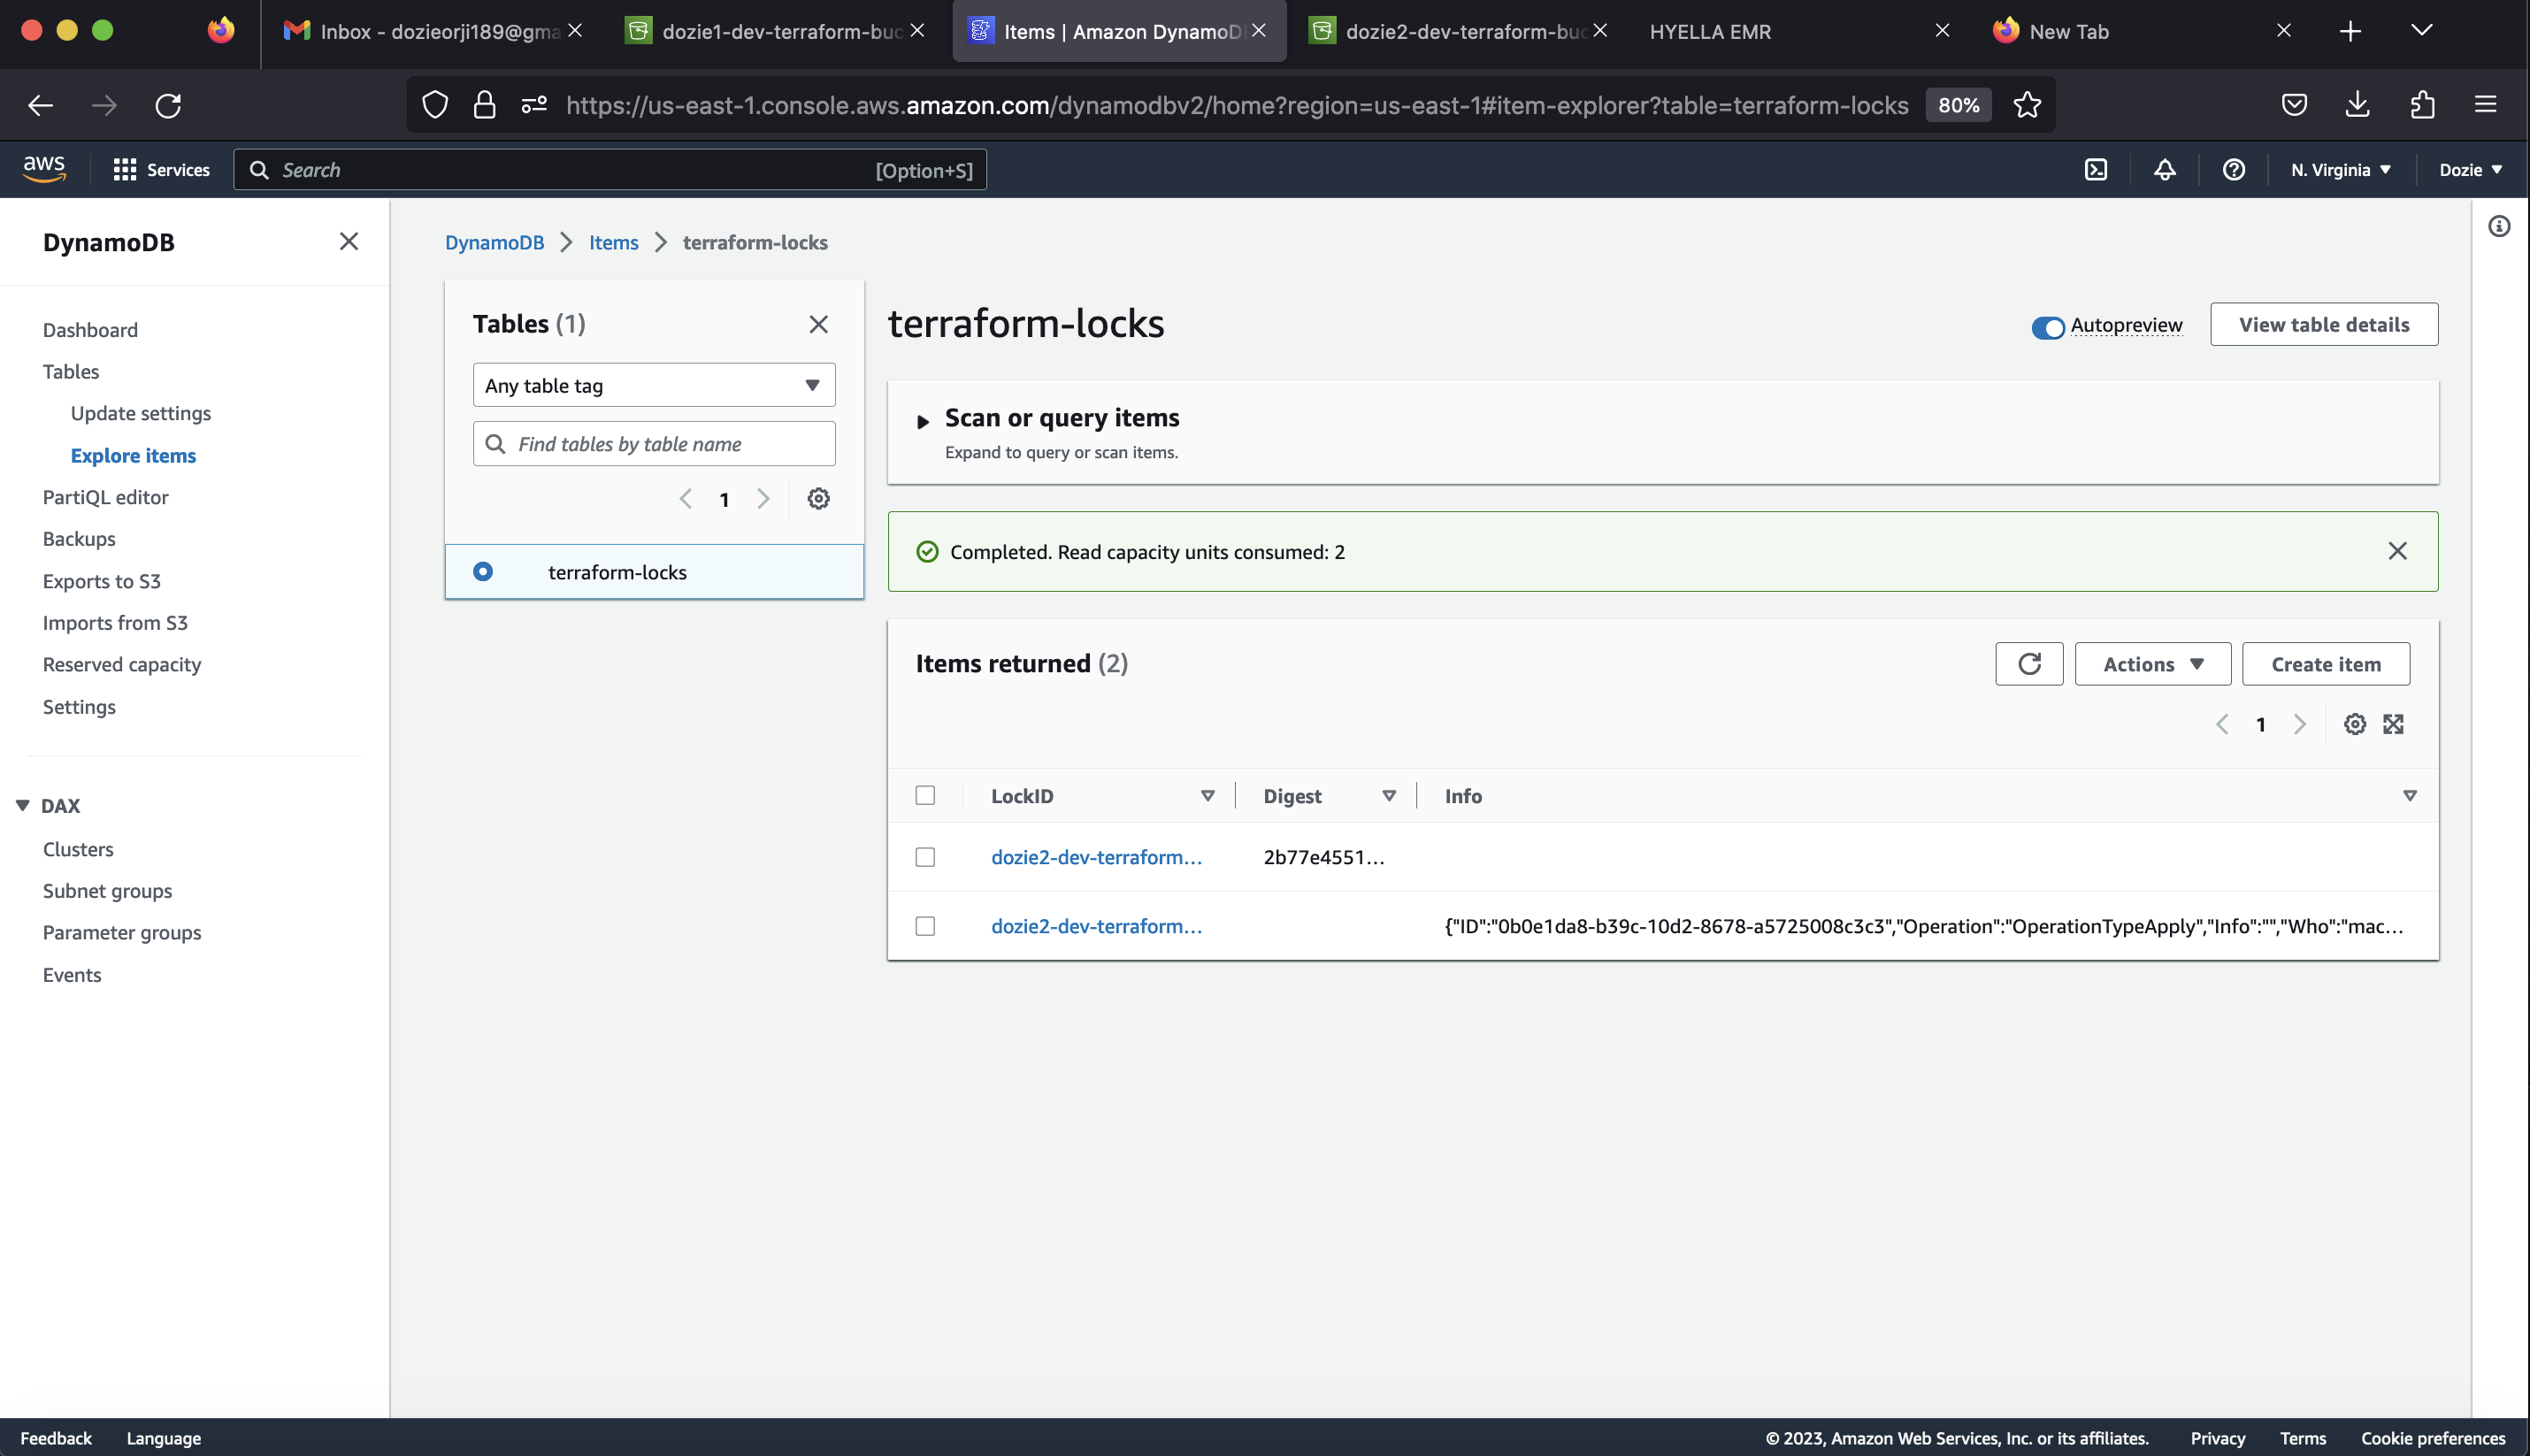 Inbox - dozieorji189@gma
dozie1-dev-terraform-buc
Items | Amazon DynamoD
dozie2-dev-terraform-buc
HYELLA EMR
New Tab
https://us-east-1.console.aws.amazon.com/dynamodbv2/home?region=us-east-1#item-explorer?table=terraform-locks
80%
aws
Services
Search
[Option+S]
N. Virginia
Dozie
DynamoDB
Dashboard
Tables
Update settings
Explore items
PartiQL editor
Backups
Exports to S3
Imports from S3
Reserved capacity
Settings
DAX
Clusters
Subnet groups
Parameter groups
Events
DynamoDB
Items
terraform-locks
Tables (1)
Any table tag
Find tables by table name
1
terraform-locks
terraform-locks
Autopreview
View table details
Scan or query items
Expand to query or scan items.
Completed. Read capacity units consumed: 2
Items returned (2)
Actions
Create item
1
LockID
Digest
Info
dozie2-dev-terraform...
2b77e4551...
dozie2-dev-terraform...
{"ID":"0b0e1da8-b39c-10d2-8678-a5725008c3c3","Operation":"OperationTypeApply","Info":"","Who":"mac...
Feedback
Language
© 2023, Amazon Web Services, Inc. or its affiliates.
Privacy
Terms
Cookie preferences